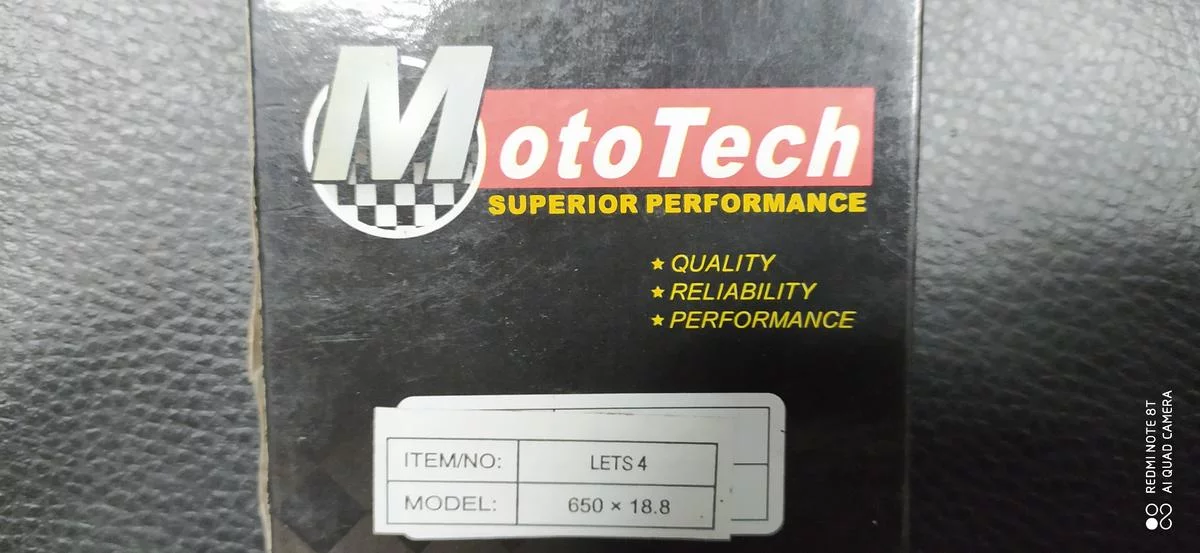 MotoTech
SUPERIOR PERFORMANCE
★ QUALITY
★ RELIABILITY
★ PERFORMANCE
ITEM/NO: LETS 4
MODEL: 650 × 18.8
REDMI NOTE 8T
AI QUAD CAMERA